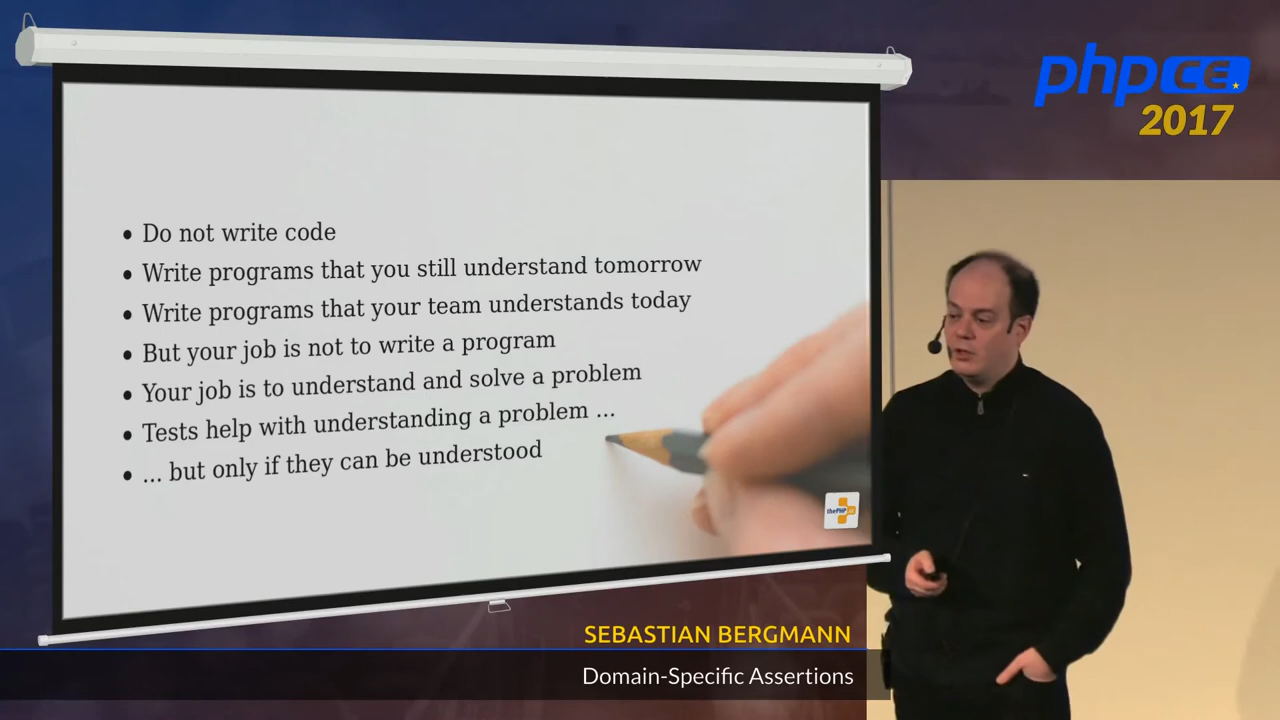 phpCE
2017
• Do not write code
• Write programs that you still understand tomorrow
• Write programs that your team understands today
• But your job is not to write a program
• Your job is to understand and solve a problem
• Tests help with understanding a problem ...
• ... but only if they can be understood
thePHP.cc
SEBASTIAN BERGMANN
Domain-Specific Assertions